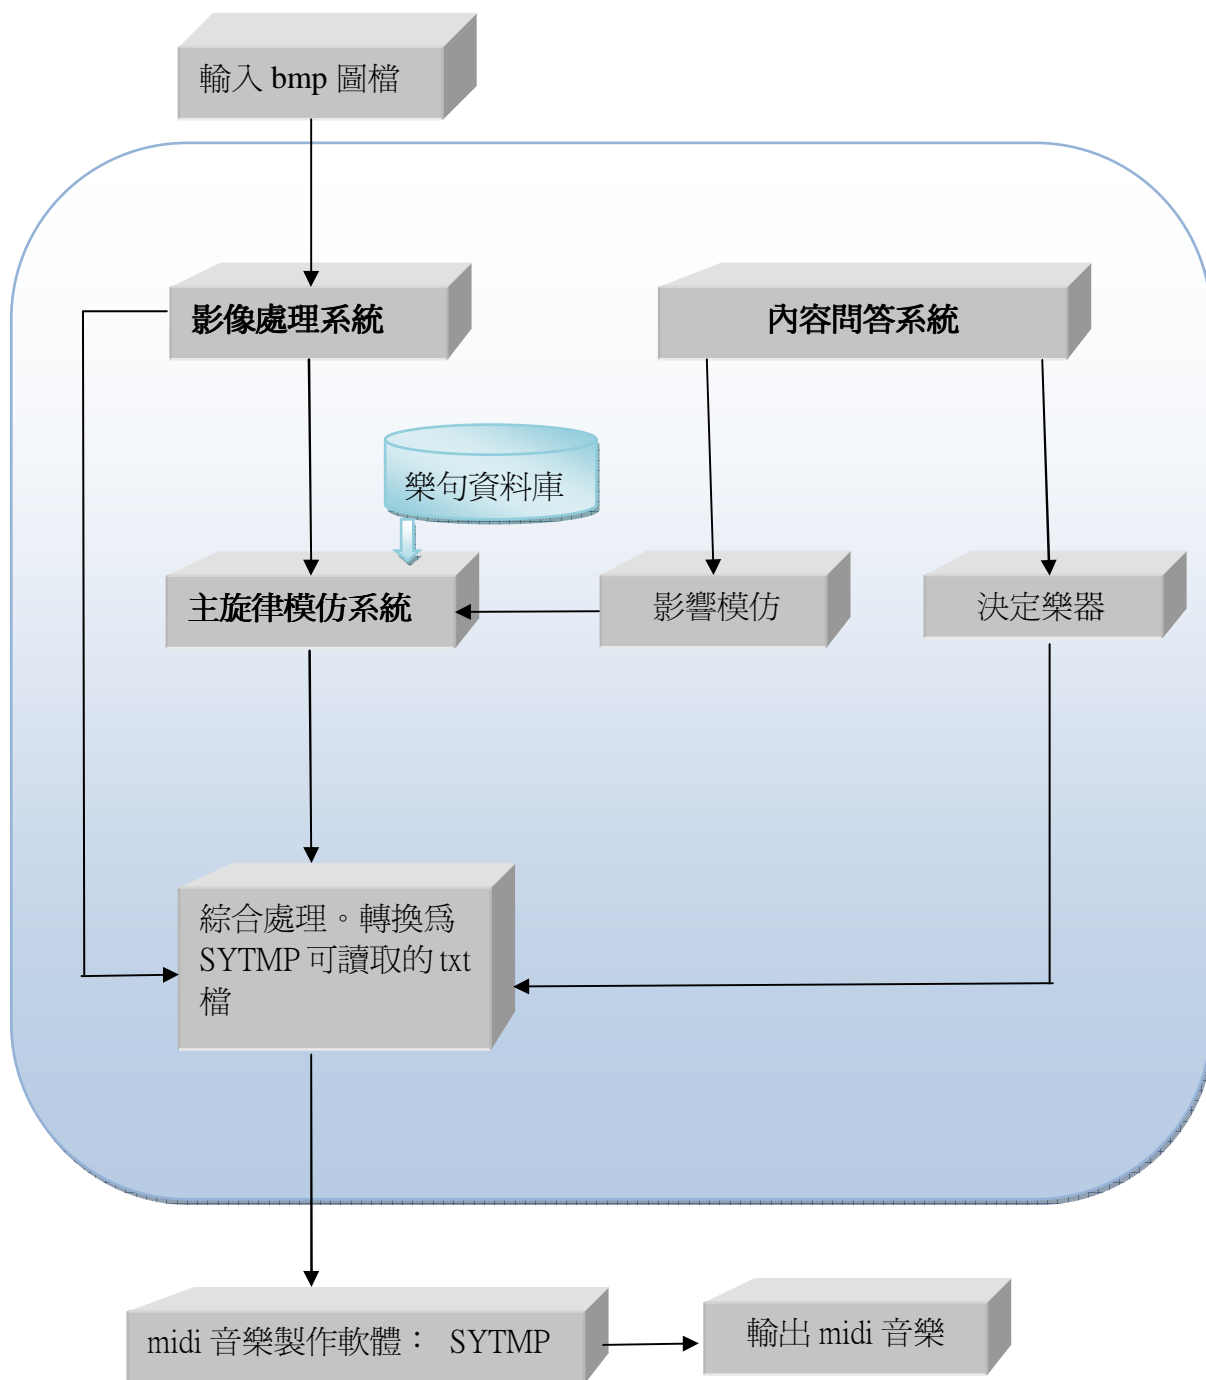 輸入 bmp 圖檔
影像處理系統
內容問答系統
樂句資料庫
主旋律模仿系統
影響模仿
決定樂器
綜合處理。轉換為
SYTMP 可讀取的 txt
檔
midi 音樂製作軟體： SYTMP
輸出 midi 音樂